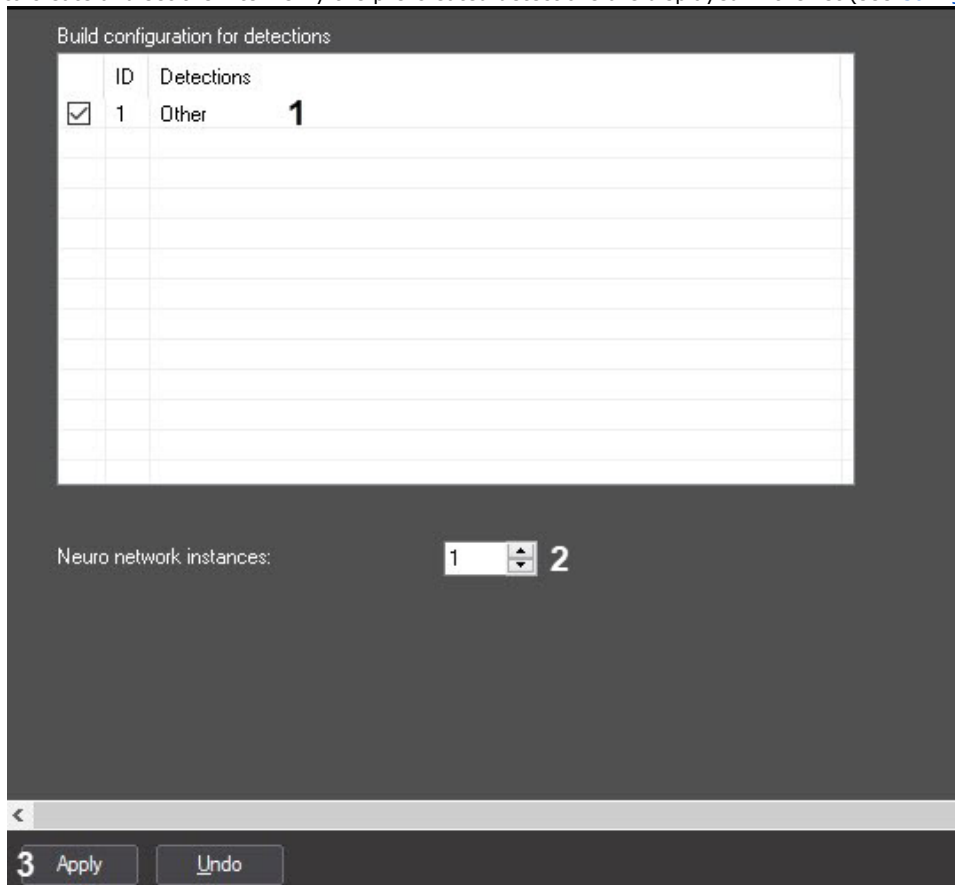 Build configuration for detections
ID Detections
1 Other 1
Neuro network instances: 1 2
3 Apply Undo